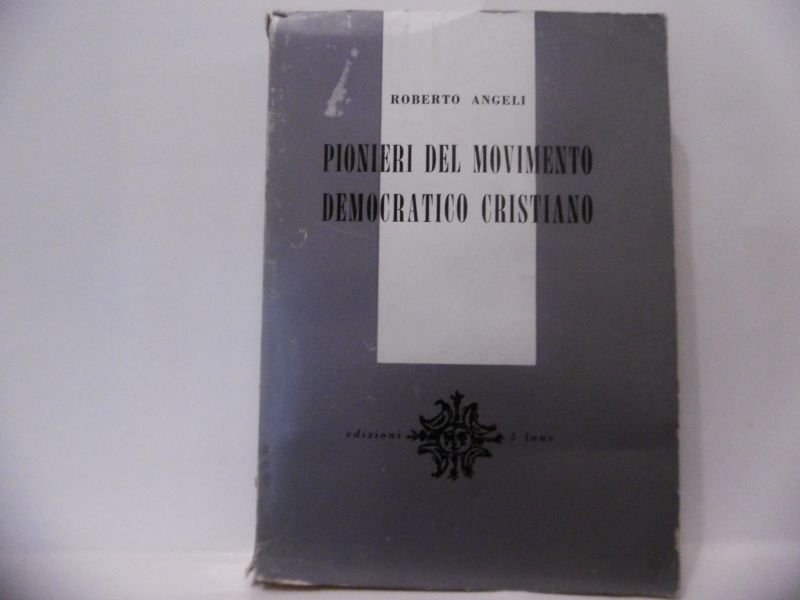 ROBERTO ANGELI
PIONIERI DEL MOVIMENTO
DEMOCRATICO CRISTIANO
edizioni 5 lune